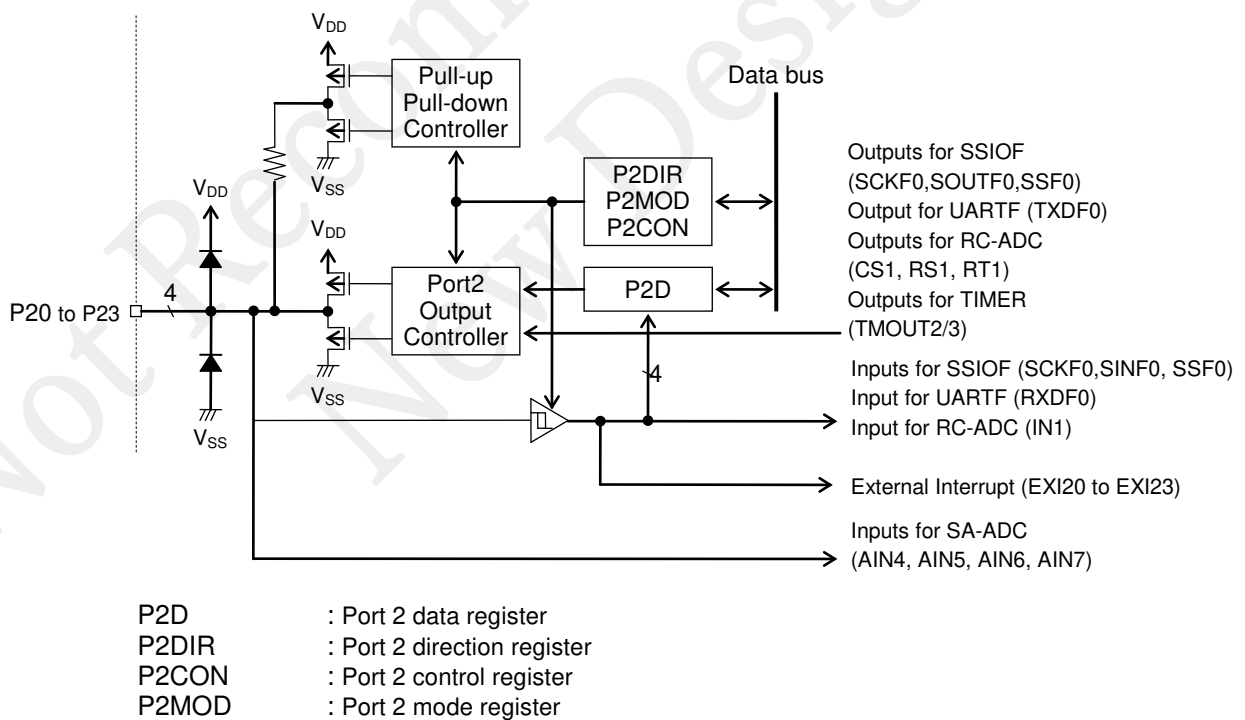 VDD
Pull-up
Pull-down
Controller
VSS
Data bus
P2DIR
P2MOD
P2CON
Outputs for SSIOF
(SCKF0,SOUTF0,SSF0)
Output for UARTF (TXDF0)
Outputs for RC-ADC
(CS1, RS1, RT1)
Outputs for TIMER
(TMOUT2/3)
VDD
VDD
P20 to P23
4
Port2
Output
Controller
P2D
4
VSS
VSS
Inputs for SSIOF (SCKF0,SINF0, SSF0)
Input for UARTF (RXDF0)
Input for RC-ADC (IN1)
External Interrupt (EXI20 to EXI23)
Inputs for SA-ADC
(AIN4, AIN5, AIN6, AIN7)
P2D : Port 2 data register
P2DIR : Port 2 direction register
P2CON : Port 2 control register
P2MOD : Port 2 mode register
Not
New